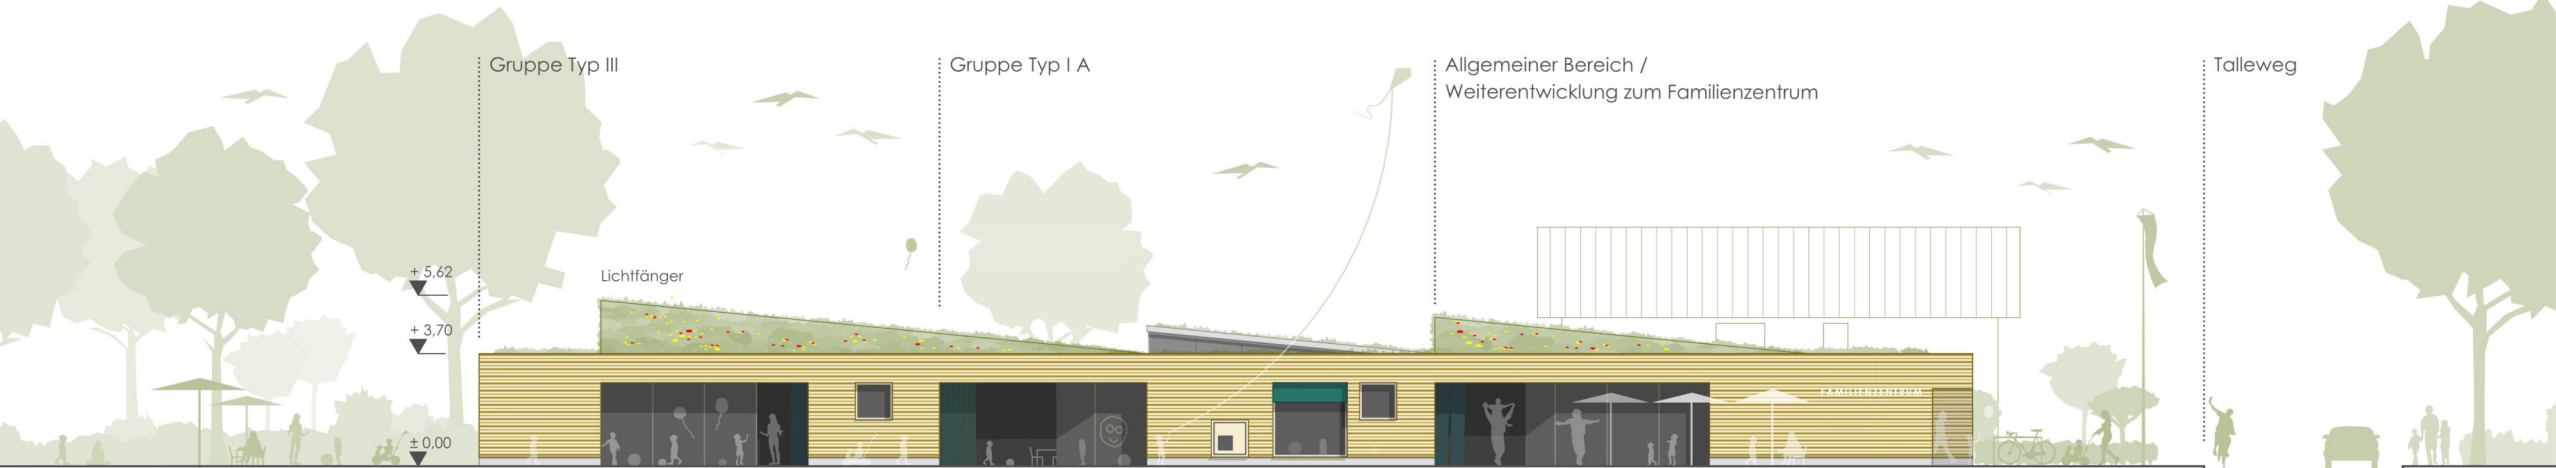 Gruppe Typ III
Gruppe Typ I A
Allgemeiner Bereich /
Weiterentwicklung zum Familienzentrum
Talleweg
Lichtfänger
+ 5,62
+ 3,70
± 0,00
FAMILIENZENTRUM